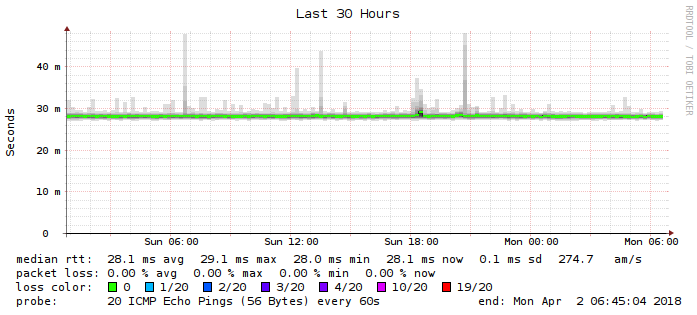 Last 30 Hours
RRDTOOL / TOBI OETIKER
Seconds
40 m
30 m
20 m
10 m
0
Sun 06:00 Sun 12:00 Sun 18:00 Mon 00:00 Mon 06:00
median rtt: 28.1 ms avg 29.1 ms max 28.0 ms min 28.1 ms now 0.1 ms sd 274.7 am/s
packet loss: 0.00 % avg 0.00 % max 0.00 % min 0.00 % now
loss color: 0 1/20 2/20 3/20 4/20 10/20 19/20
probe: 20 ICMP Echo Pings (56 Bytes) every 60s end: Mon Apr 2 06:45:04 2018